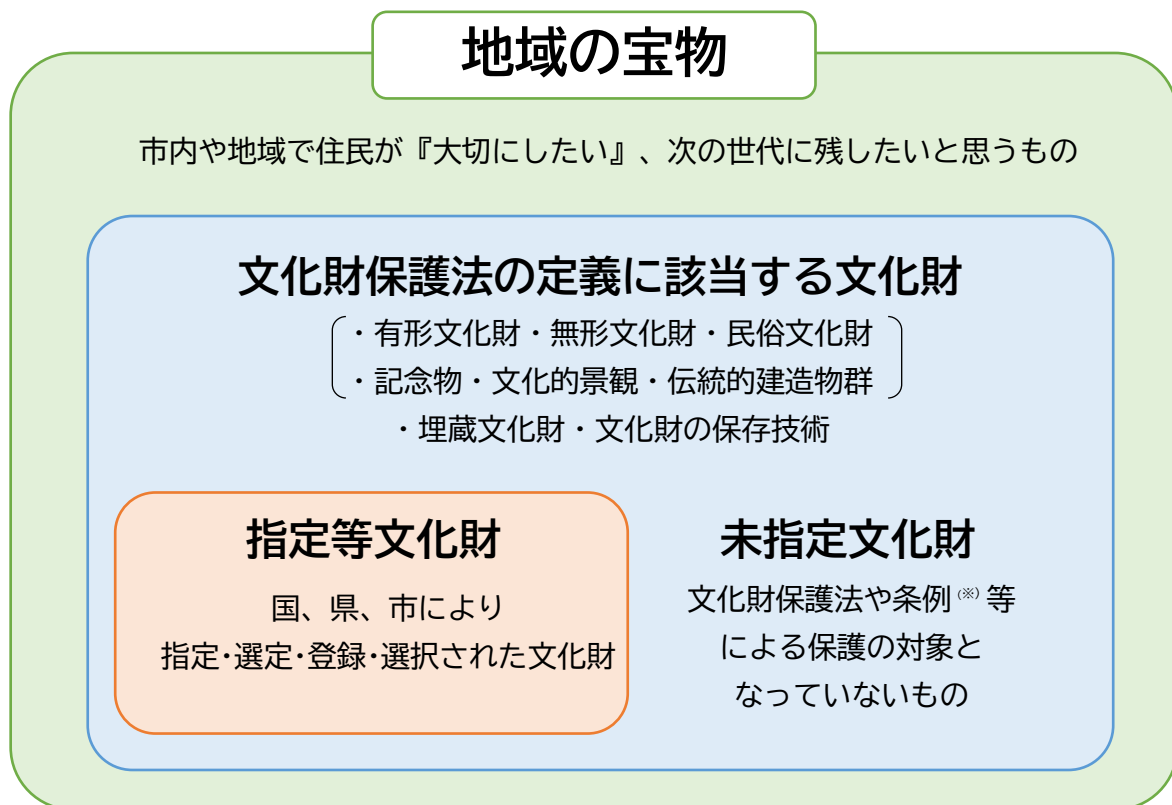 地域の宝物
市内や地域で住民が『大切にしたい』、次の世代に残したいと思うもの
文化財保護法の定義に該当する文化財
・有形文化財・無形文化財・民俗文化財
・記念物・文化的景観・伝統的建造物群
・埋蔵文化財・文化財の保存技術
指定等文化財
国、県、市により
指定・選定・登録・選択された文化財
未指定文化財
文化財保護法や条例(※)等
による保護の対象と
なっていないもの